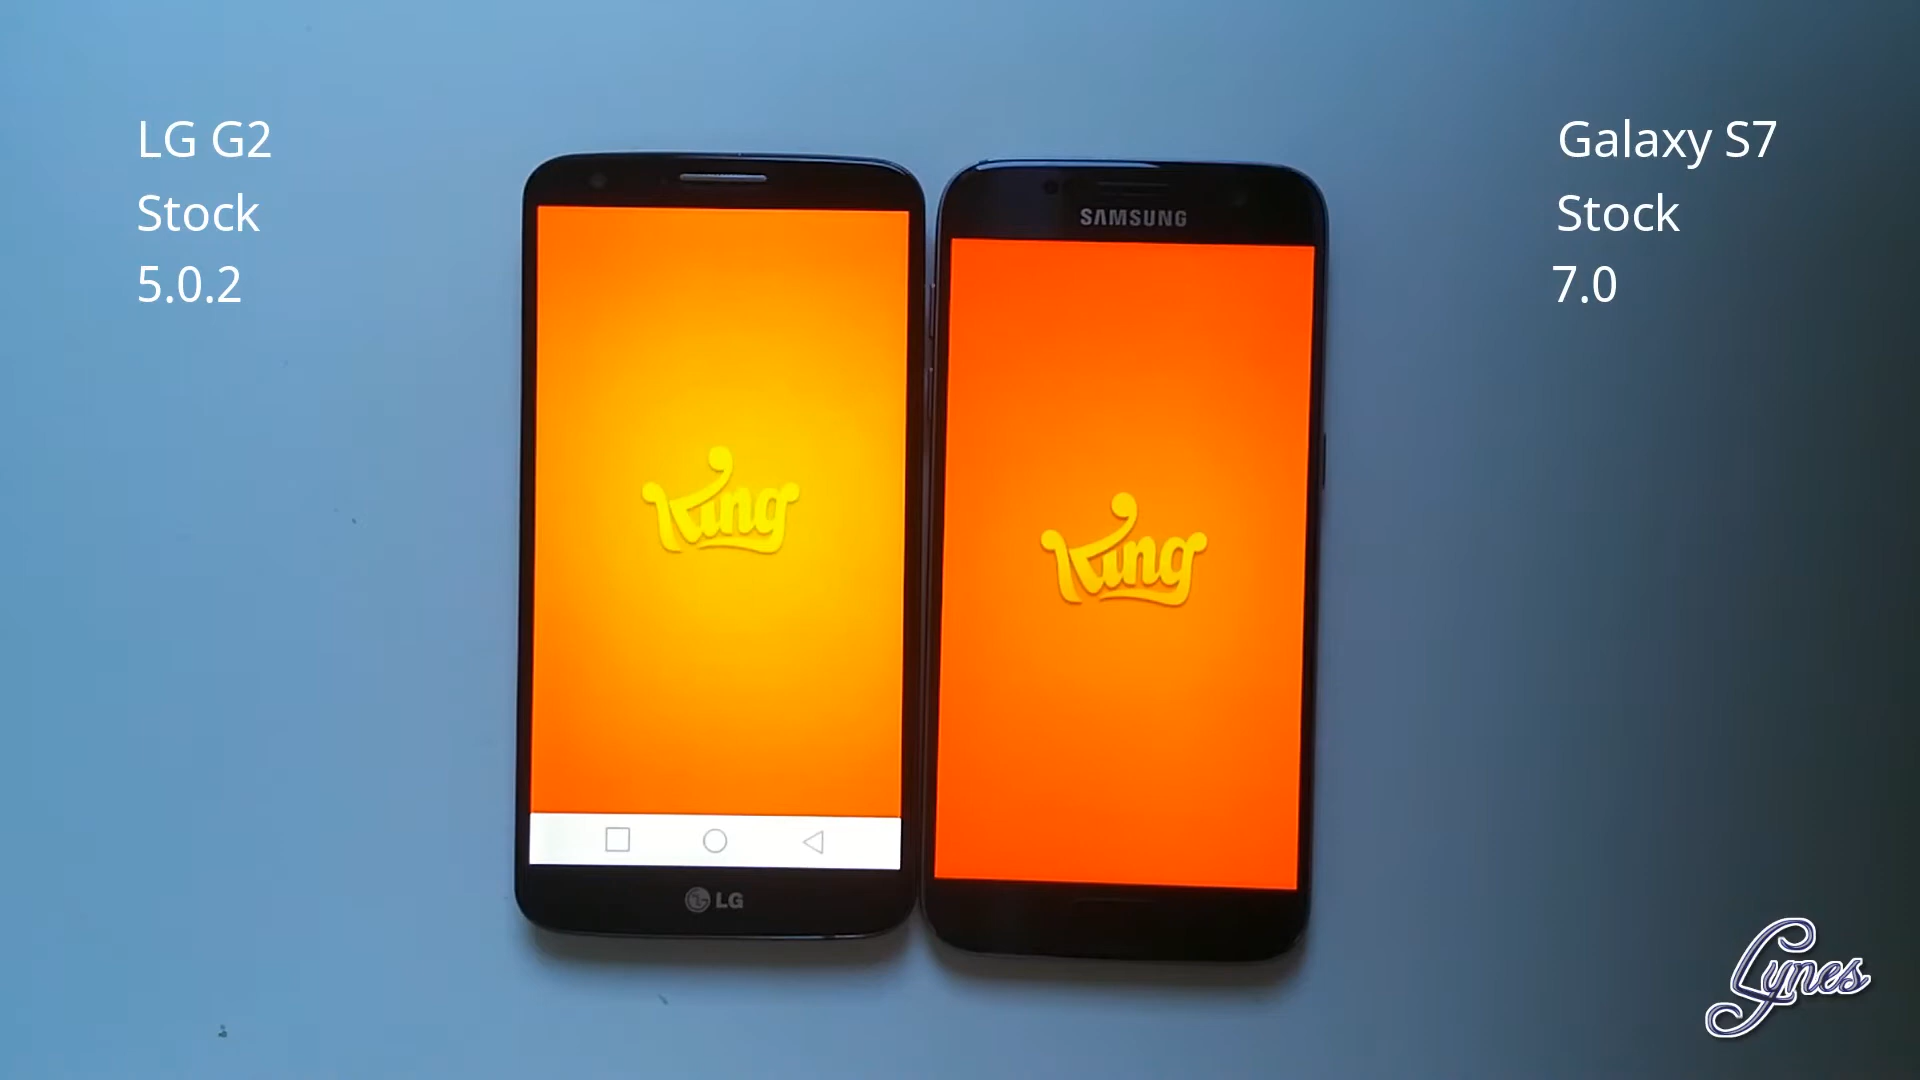 LG G2
Stock
5.0.2
Galaxy S7
Stock
7.0
SAMSUNG
King
King
LG
Lynes